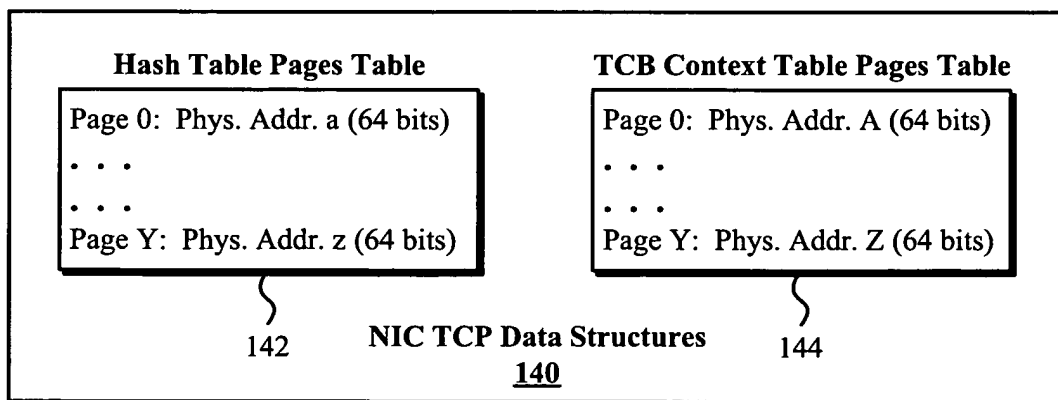 Hash Table Pages Table
Page 0: Phys. Addr. a (64 bits)
. . .
. . .
Page Y: Phys. Addr. z (64 bits)
142
TCB Context Table Pages Table
Page 0: Phys. Addr. A (64 bits)
. . .
. . .
Page Y: Phys. Addr. Z (64 bits)
144
NIC TCP Data Structures
140